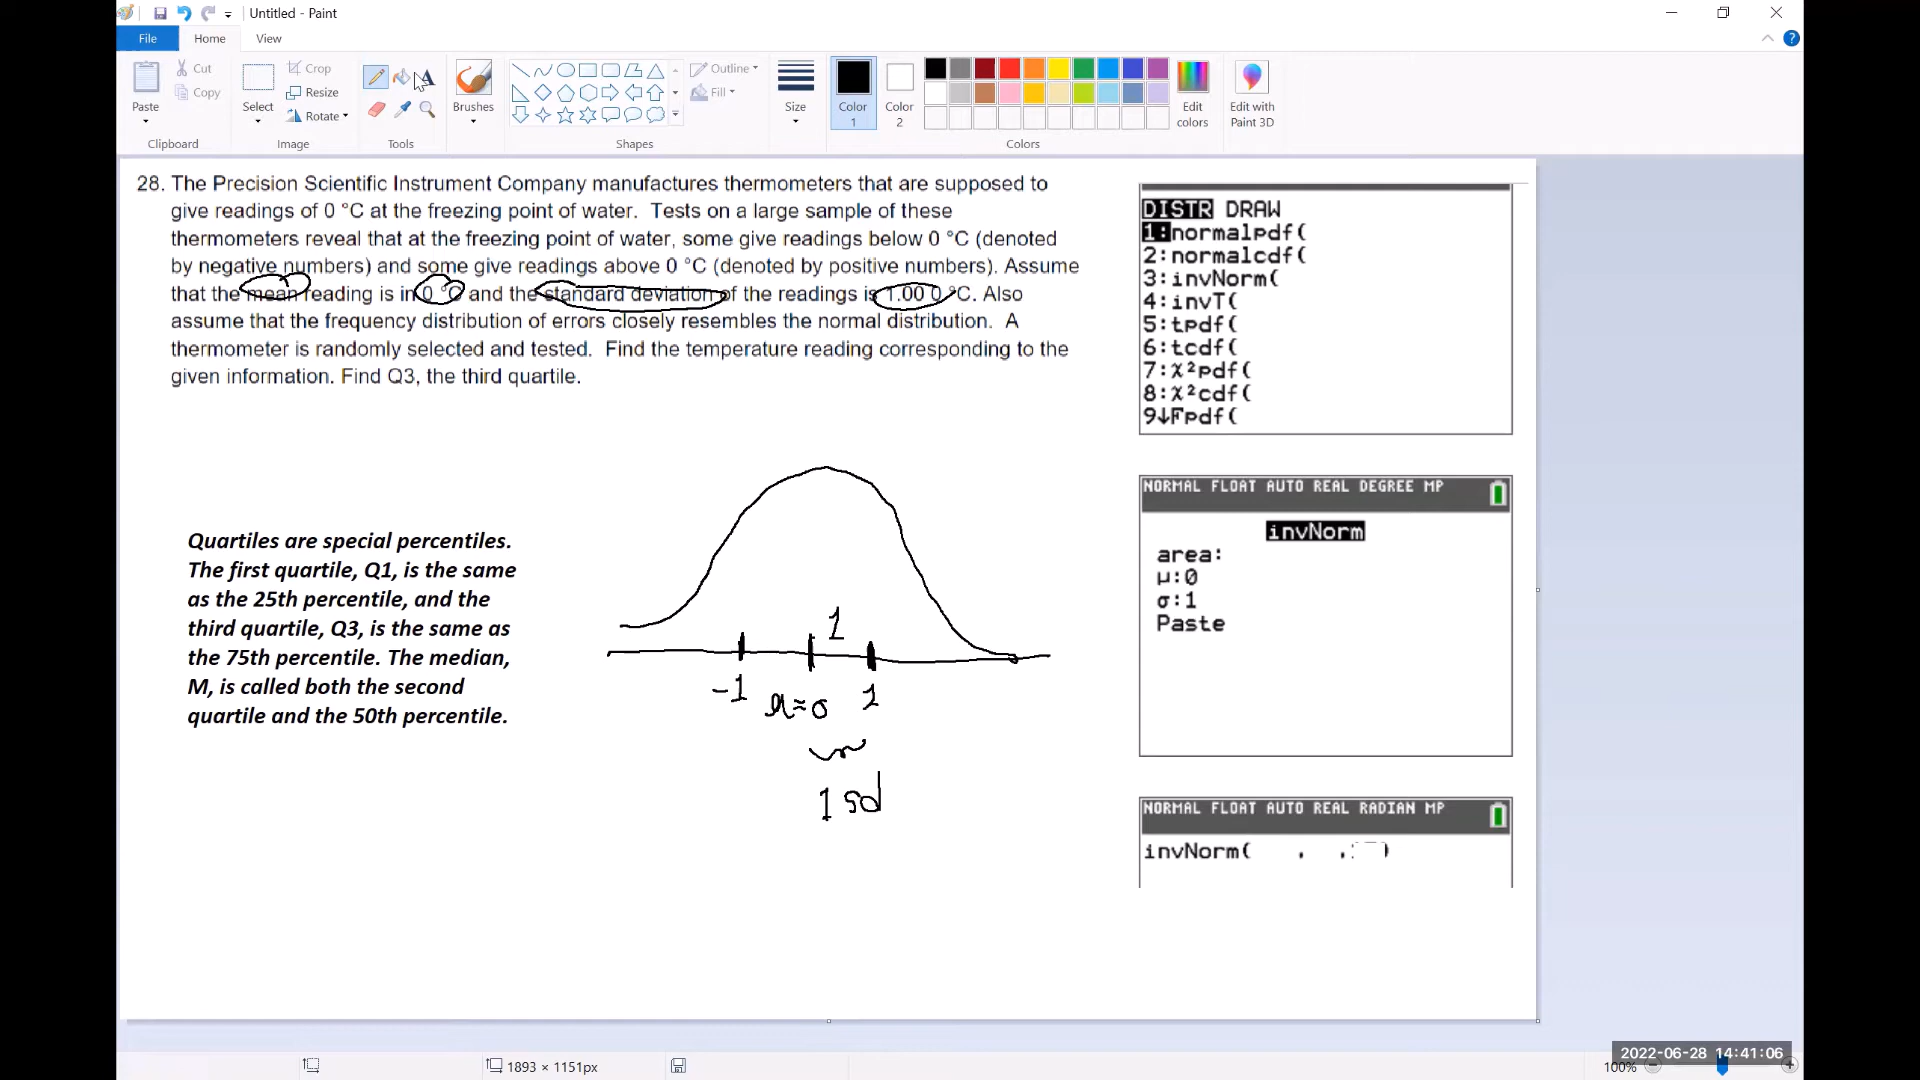 Untitled - Paint
File
Home
View
Paste
Cut
Copy
Clipboard
Select
Crop
Resize
Rotate
Image
Tools
Brushes
Shapes
Outline
Fill
Size
Color 1
Color 2
Colors
Edit colors
Edit with Paint 3D
28. The Precision Scientific Instrument Company manufactures thermometers that are supposed to
give readings of 0 °C at the freezing point of water. Tests on a large sample of these
thermometers reveal that at the freezing point of water, some give readings below 0 °C (denoted
by negative numbers) and some give readings above 0 °C (denoted by positive numbers). Assume
that the mean reading is in 0 °C and the standard deviation of the readings is 1.00 0 °C. Also
assume that the frequency distribution of errors closely resembles the normal distribution. A
thermometer is randomly selected and tested. Find the temperature reading corresponding to the
given information. Find Q3, the third quartile.
Quartiles are special percentiles.
The first quartile, Q1, is the same
as the 25th percentile, and the
third quartile, Q3, is the same as
the 75th percentile. The median,
M, is called both the second
quartile and the 50th percentile.
1
-1
1
1 sd
DISTR DRAW
1:normalpdf(
2:normalcdf(
3:invNorm(
4:invT(
5:tpdf(
6:tcdf(
7:χ²pdf(
8:χ²cdf(
9↓Fpdf(
NORMAL FLOAT AUTO REAL DEGREE MP
invNorm
area:
μ:0
σ:1
Paste
NORMAL FLOAT AUTO REAL RADIAN MP
invNorm(
1893 × 1151px
100%
2022-06-28 14:41:06